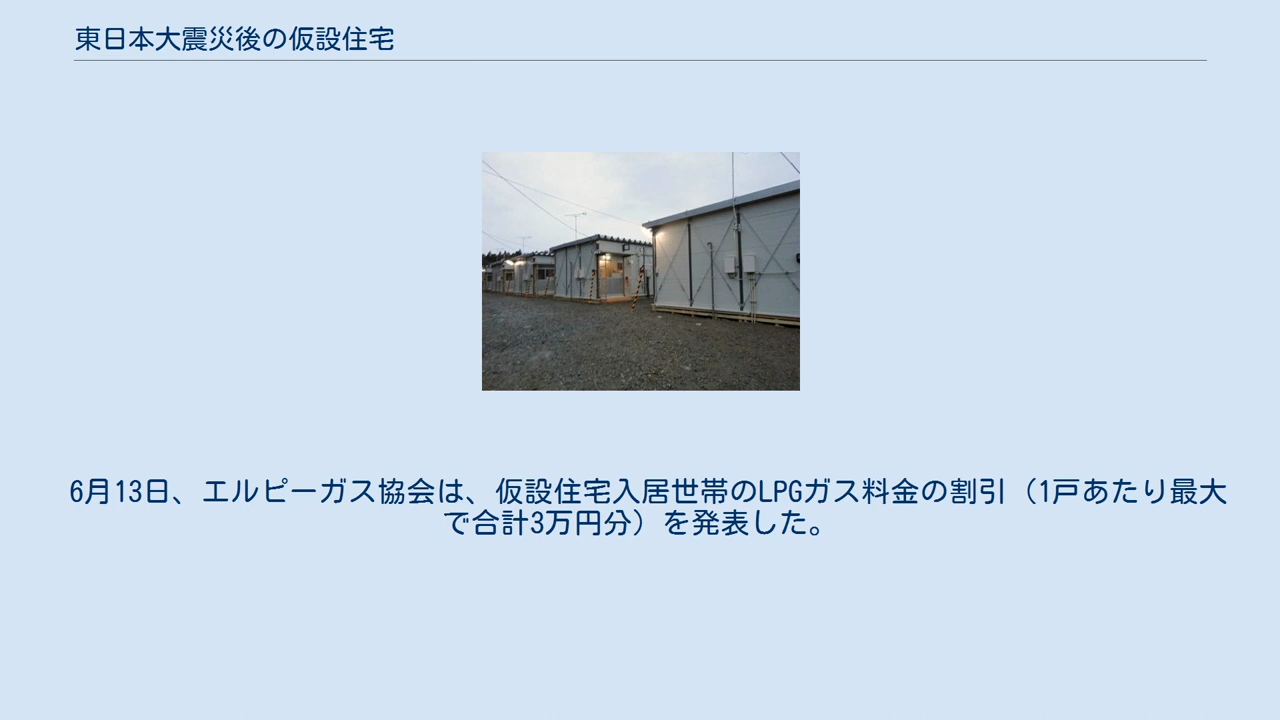 東日本大震災後の仮設住宅
6月13日、エルピーガス協会は、仮設住宅入居世帯のLPGガス料金の割引（1戸あたり最大
で合計3万円分）を発表した。